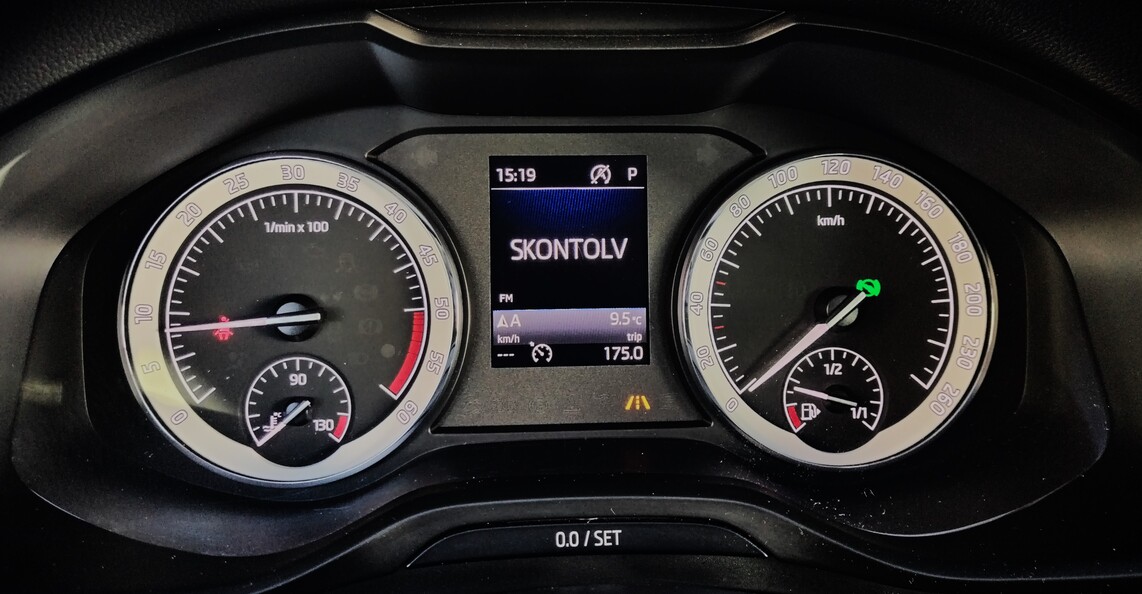 0 5 10 15 20 25 30 35 40 45 50 55 60
1/min x 100
90
130
°C
15:19 P
SKONTOLV
FM
A 9.5°C
km/h trip
--- 175.0
0 20 40 60 80 100 120 140 160 180 200 230 260
km/h
1/2
1/1
0.0 / SET